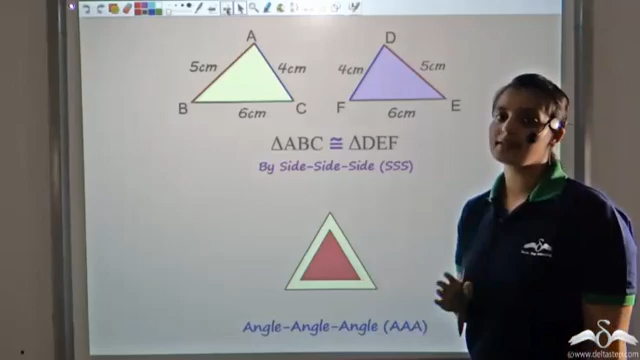 A
D
5cm
4cm
4cm
5cm
B
C
F
E
6cm
6cm
ΔABC ≅ ΔDEF
By Side-Side-Side (SSS)
Angle-Angle-Angle (AAA)
www.deltastep.com